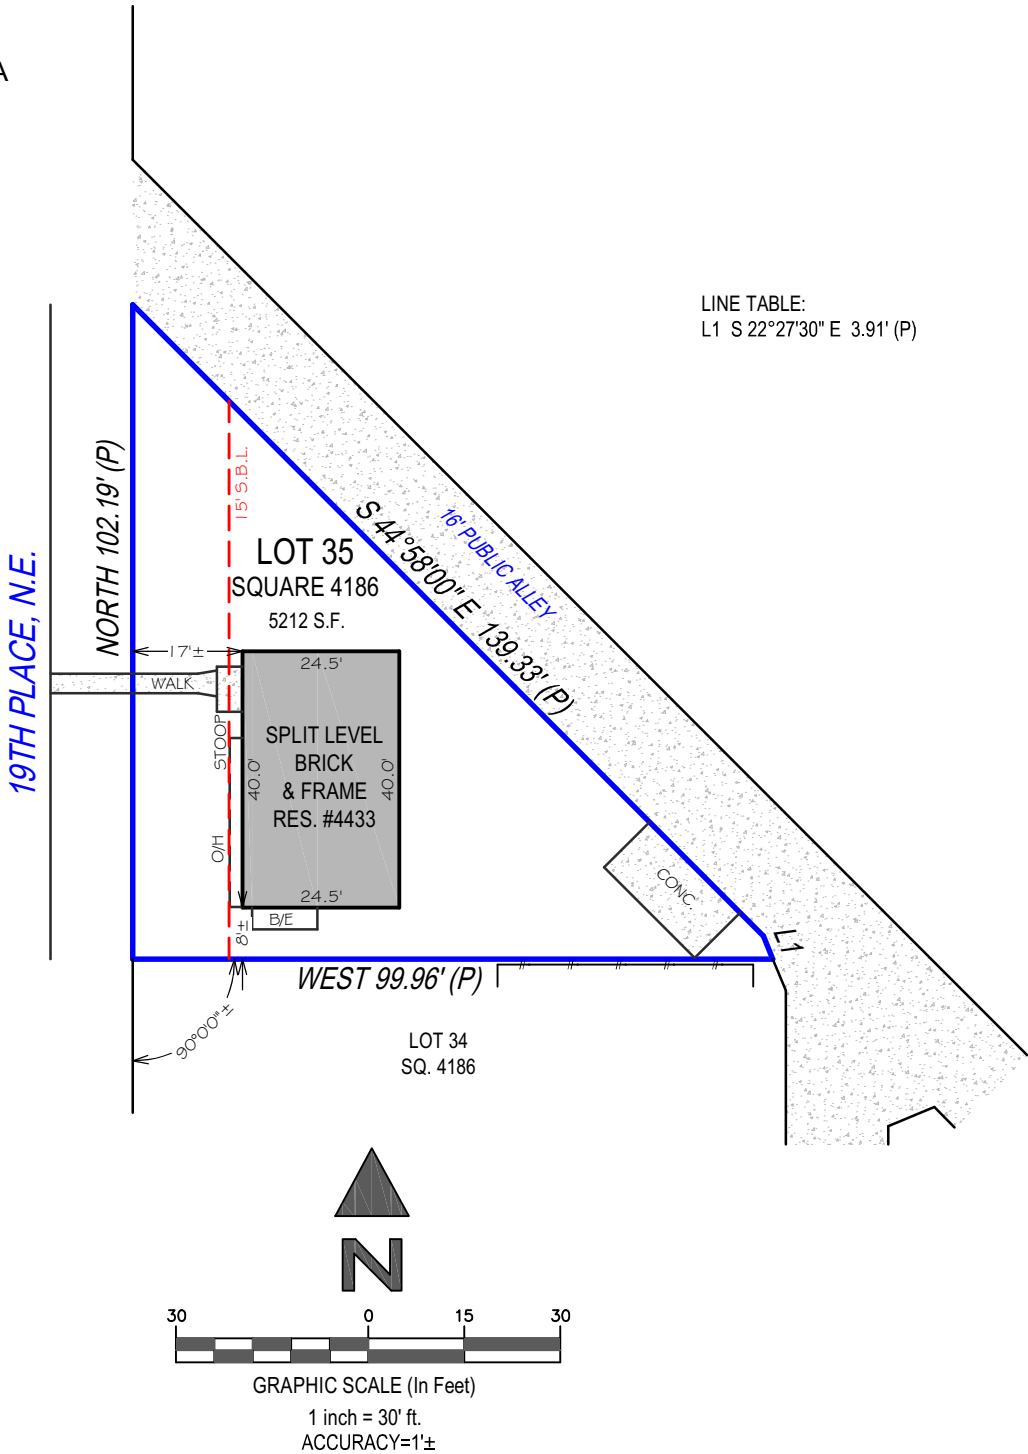 A
LINE TABLE:
L1 S 22°27'30" E 3.91' (P)
19TH PLACE, N.E.
NORTH 102.19' (P)
15' S.B.L.
S 44°58'00" E 139.33' (P)
16' PUBLIC ALLEY
LOT 35
SQUARE 4186
5212 S.F.
17'±
WALK
STOOP
O/H
24.5'
40.0'
40.0'
SPLIT LEVEL
BRICK
& FRAME
RES. #4433
24.5'
B/E
8'±
CONC.
L1
WEST 99.96' (P)
90°0'0"±
LOT 34
SQ. 4186
N
30 0 15 30
GRAPHIC SCALE (In Feet)
1 inch = 30' ft.
ACCURACY=1'±